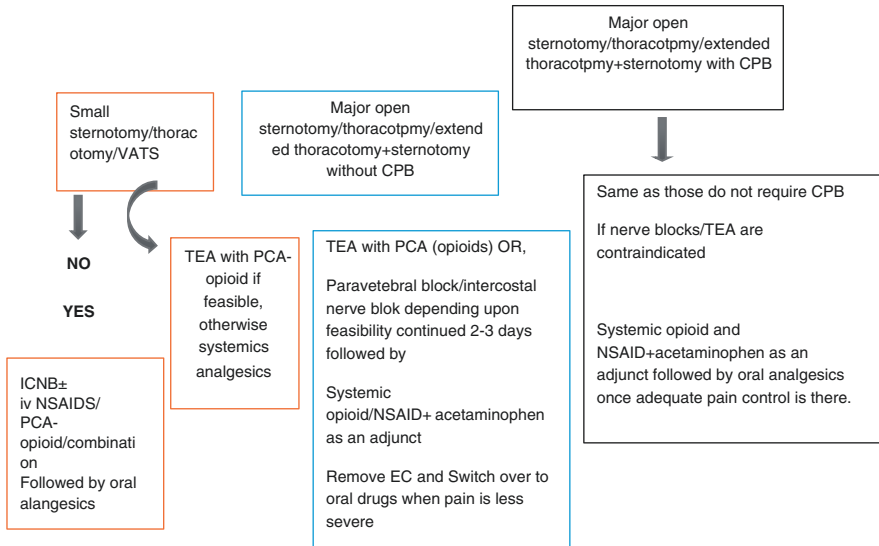 Major open
sternotomy/thoracotpmy/extended
thoracotpmy+sternotomy with CPB
Small
sternotomy/thorac
otomy/VATS
Major open
sternotomy/thoracotpmy/extend
ed thoracotomy+sternotomy
without CPB
NO
YES
ICNB±
iv NSAIDS/
PCA-
opioid/combinati
on
Followed by oral
alangesics
TEA with PCA-
opioid if
feasible,
otherwise
systemics
analgesics
TEA with PCA (opioids) OR,
Paravetebral block/intercostal
nerve blok depending upon
feasibility continued 2-3 days
followed by
Systemic
opioid/NSAID+ acetaminophen
as an adjunct
Remove EC and Switch over to
oral drugs when pain is less
severe
Same as those do not require CPB
If nerve blocks/TEA are
contraindicated
Systemic opioid and
NSAID+acetaminophen as an
adjunct followed by oral analgesics
once adequate pain control is there.